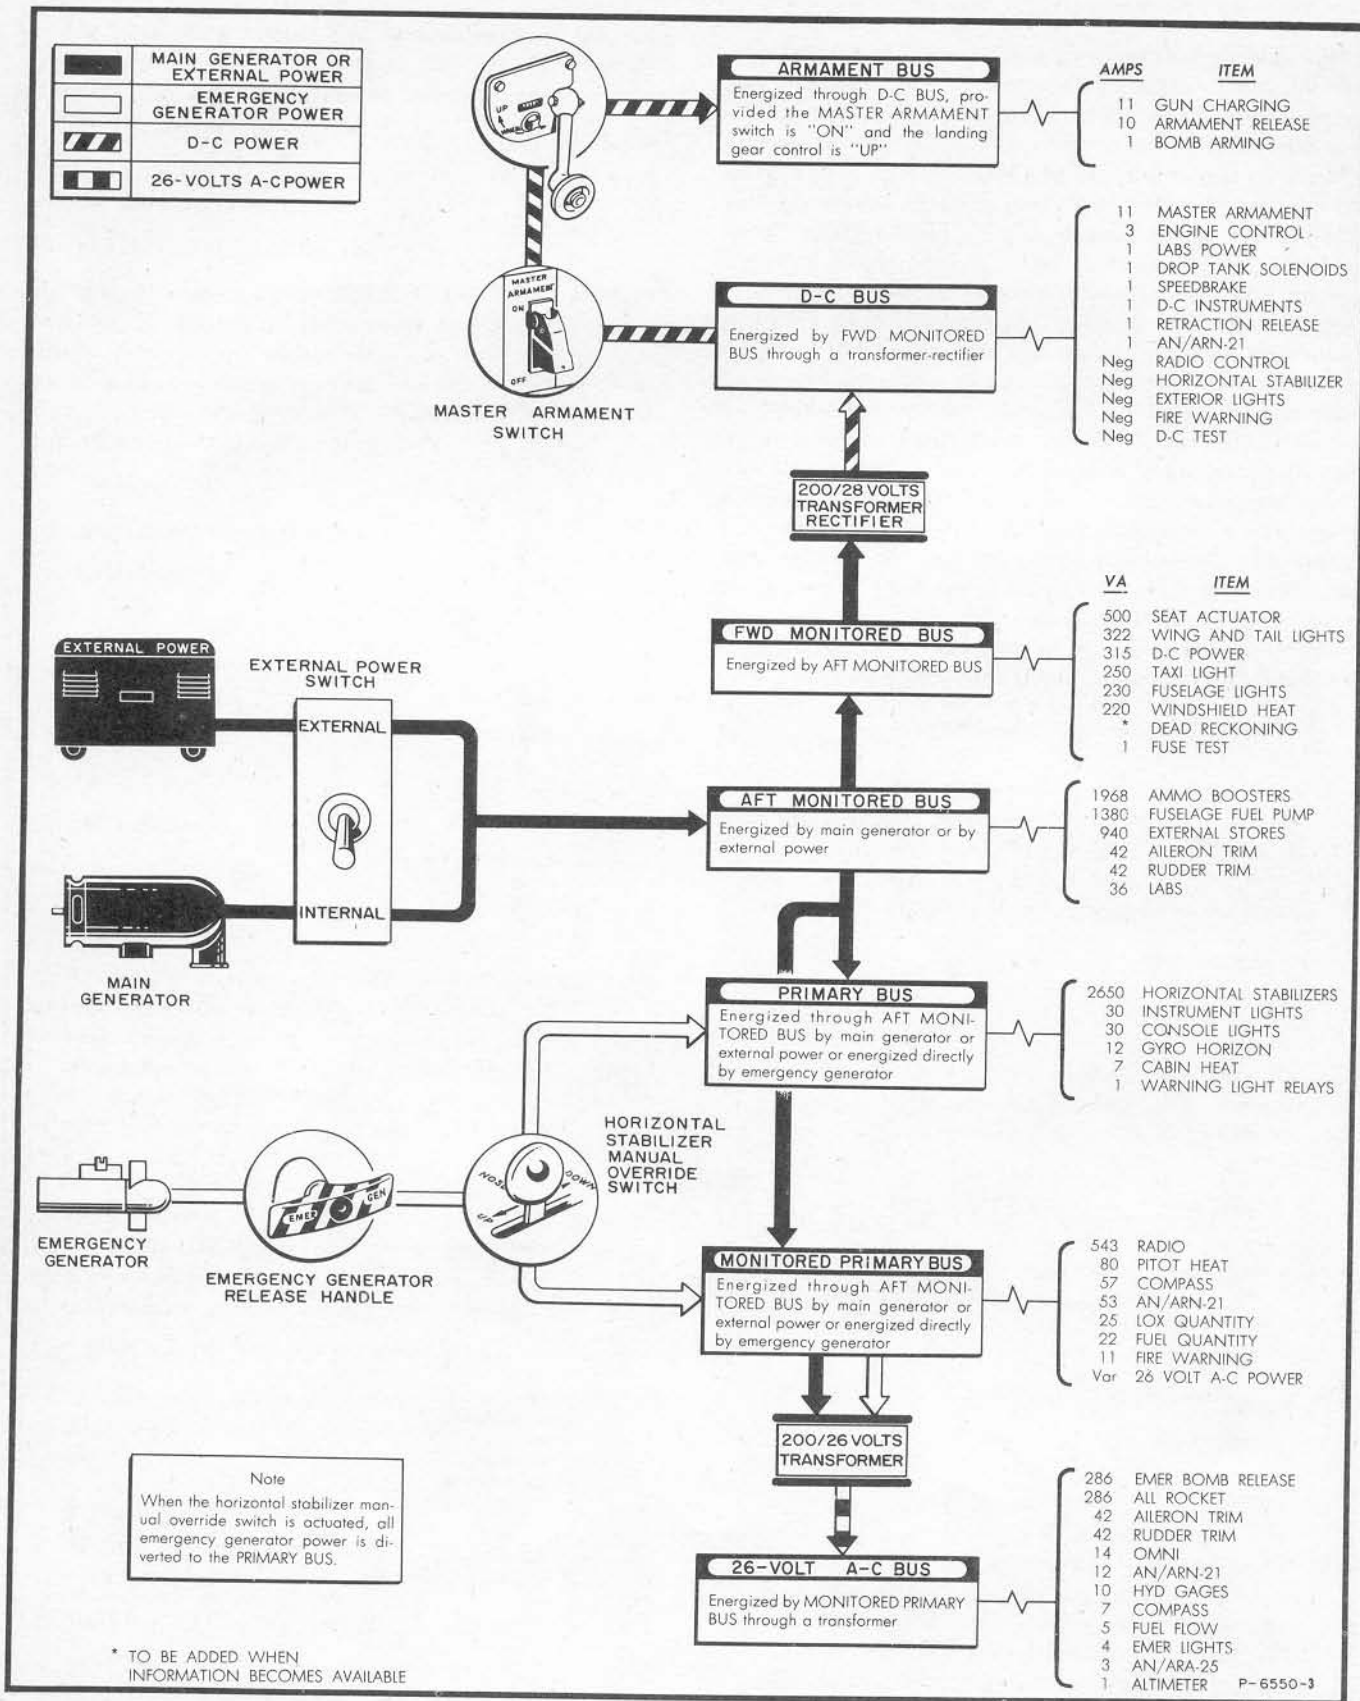 MAIN GENERATOR OR
EXTERNAL POWER
EMERGENCY
GENERATOR POWER
D-C POWER
26-VOLTS A-C POWER
UP
ARMAMENT BUS
Energized through D-C BUS, pro-
vided the MASTER ARMAMENT
switch is "ON" and the landing
gear control is "UP"
AMPS ITEM
11 GUN CHARGING
10 ARMAMENT RELEASE
1 BOMB ARMING
MASTER
ARMAMENT
ON
OFF
MASTER ARMAMENT
SWITCH
D-C BUS
Energized by FWD MONITORED
BUS through a transformer-rectifier
11 MASTER ARMAMENT
3 ENGINE CONTROL
1 LABS POWER
1 DROP TANK SOLENOIDS
1 SPEEDBRAKE
1 D-C INSTRUMENTS
1 RETRACTION RELEASE
1 AN/ARN-21
Neg RADIO CONTROL
Neg HORIZONTAL STABILIZER
Neg EXTERIOR LIGHTS
Neg FIRE WARNING
Neg D-C TEST
200/28 VOLTS
TRANSFORMER
RECTIFIER
FWD MONITORED BUS
Energized by AFT MONITORED BUS
VA ITEM
500 SEAT ACTUATOR
322 WING AND TAIL LIGHTS
315 D-C POWER
250 TAXI LIGHT
230 FUSELAGE LIGHTS
220 WINDSHIELD HEAT
* DEAD RECKONING
1 FUSE TEST
EXTERNAL POWER
EXTERNAL POWER
SWITCH
EXTERNAL
INTERNAL
MAIN
GENERATOR
AFT MONITORED BUS
Energized by main generator or by
external power
1968 AMMO BOOSTERS
1380 FUSELAGE FUEL PUMP
940 EXTERNAL STORES
42 AILERON TRIM
42 RUDDER TRIM
36 LABS
PRIMARY BUS
Energized through AFT MONI-
TORED BUS by main generator or
external power or energized directly
by emergency generator
2650 HORIZONTAL STABILIZERS
30 INSTRUMENT LIGHTS
30 CONSOLE LIGHTS
12 GYRO HORIZON
7 CABIN HEAT
1 WARNING LIGHT RELAYS
EMERGENCY
GENERATOR
EMER GEN
EMERGENCY GENERATOR
RELEASE HANDLE
NOSE DOWN
UP
HORIZONTAL
STABILIZER
MANUAL
OVERRIDE
SWITCH
MONITORED PRIMARY BUS
Energized through AFT MONI-
TORED BUS by main generator or
external power or energized directly
by emergency generator
543 RADIO
80 PITOT HEAT
57 COMPASS
53 AN/ARN-21
25 LOX QUANTITY
22 FUEL QUANTITY
11 FIRE WARNING
Var 26 VOLT A-C POWER
200/26 VOLTS
TRANSFORMER
26-VOLT A-C BUS
Energized by MONITORED PRIMARY
BUS through a transformer
286 EMER BOMB RELEASE
286 ALL ROCKET
42 AILERON TRIM
42 RUDDER TRIM
14 OMNI
12 AN/ARN-21
10 HYD GAGES
7 COMPASS
5 FUEL FLOW
4 EMER LIGHTS
3 AN/ARA-25
1 ALTIMETER
Note
When the horizontal stabilizer man-
ual override switch is actuated, all
emergency generator power is di-
verted to the PRIMARY BUS.
* TO BE ADDED WHEN
INFORMATION BECOMES AVAILABLE
P-6550-3